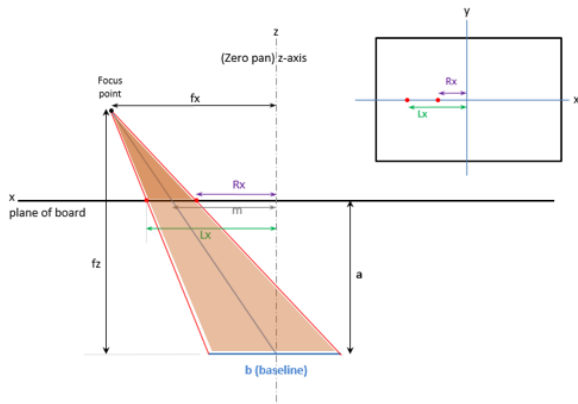 z
(Zero pan) z-axis
Focus
point
fx
Rx
x
plane of board
m
Lx
fz
a
b (baseline)
y
Rx
x
Lx